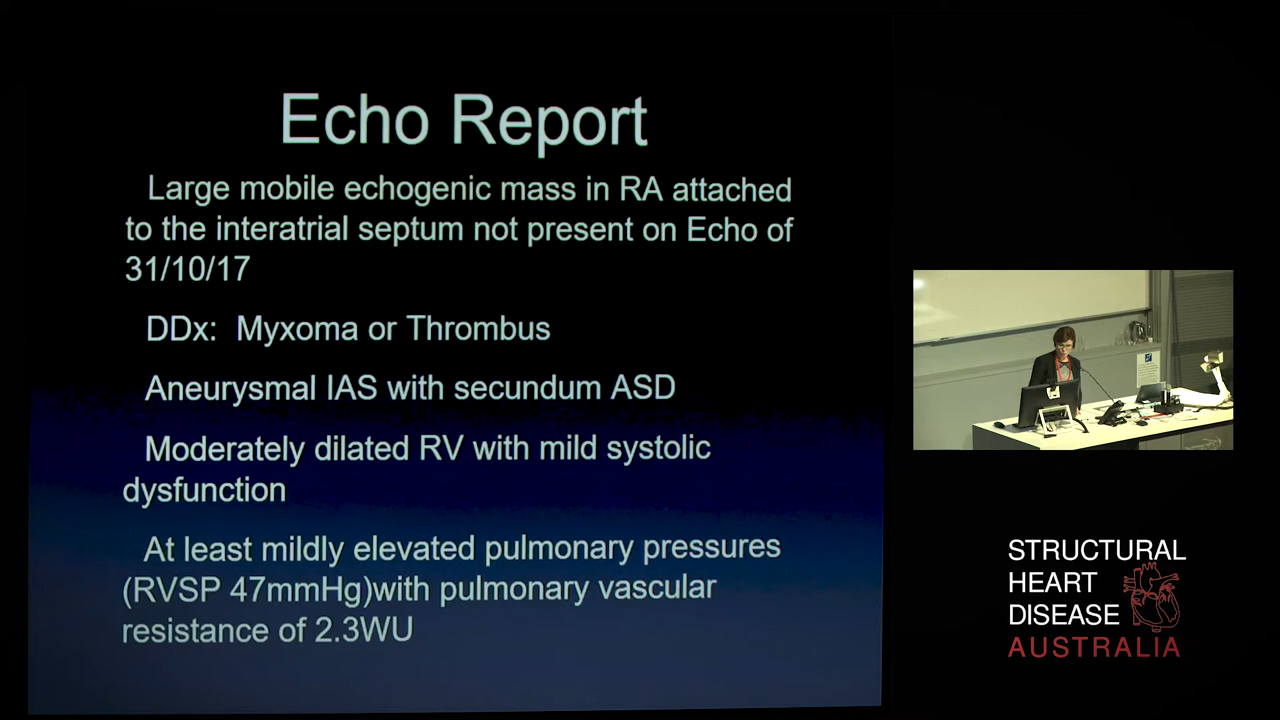 Echo Report
Large mobile echogenic mass in RA attached
to the interatrial septum not present on Echo of
31/10/17
DDx: Myxoma or Thrombus
Aneurysmal IAS with secundum ASD
Moderately dilated RV with mild systolic
dysfunction
At least mildly elevated pulmonary pressures
(RVSP 47mmHg)with pulmonary vascular
resistance of 2.3WU
STRUCTURAL
HEART
DISEASE
AUSTRALIA